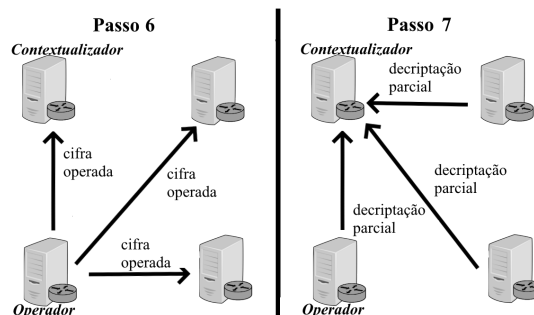 Passo 6
Contextualizador
cifra
operada
cifra
operada
cifra
operada
Operador
Passo 7
Contextualizador
decriptação
parcial
decriptação
parcial
decriptação
parcial
Operador